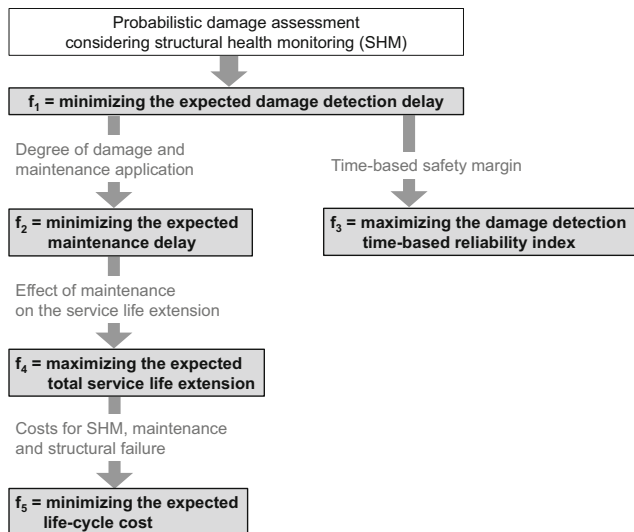 Probabilistic damage assessment
considering structural health monitoring (SHM)
f₁ = minimizing the expected damage detection delay
Degree of damage and
maintenance application
Time-based safety margin
f₂ = minimizing the expected
maintenance delay
f₃ = maximizing the damage detection
time-based reliability index
Effect of maintenance
on the service life extension
f₄ = maximizing the expected
total service life extension
Costs for SHM, maintenance
and structural failure
f₅ = minimizing the expected
life-cycle cost